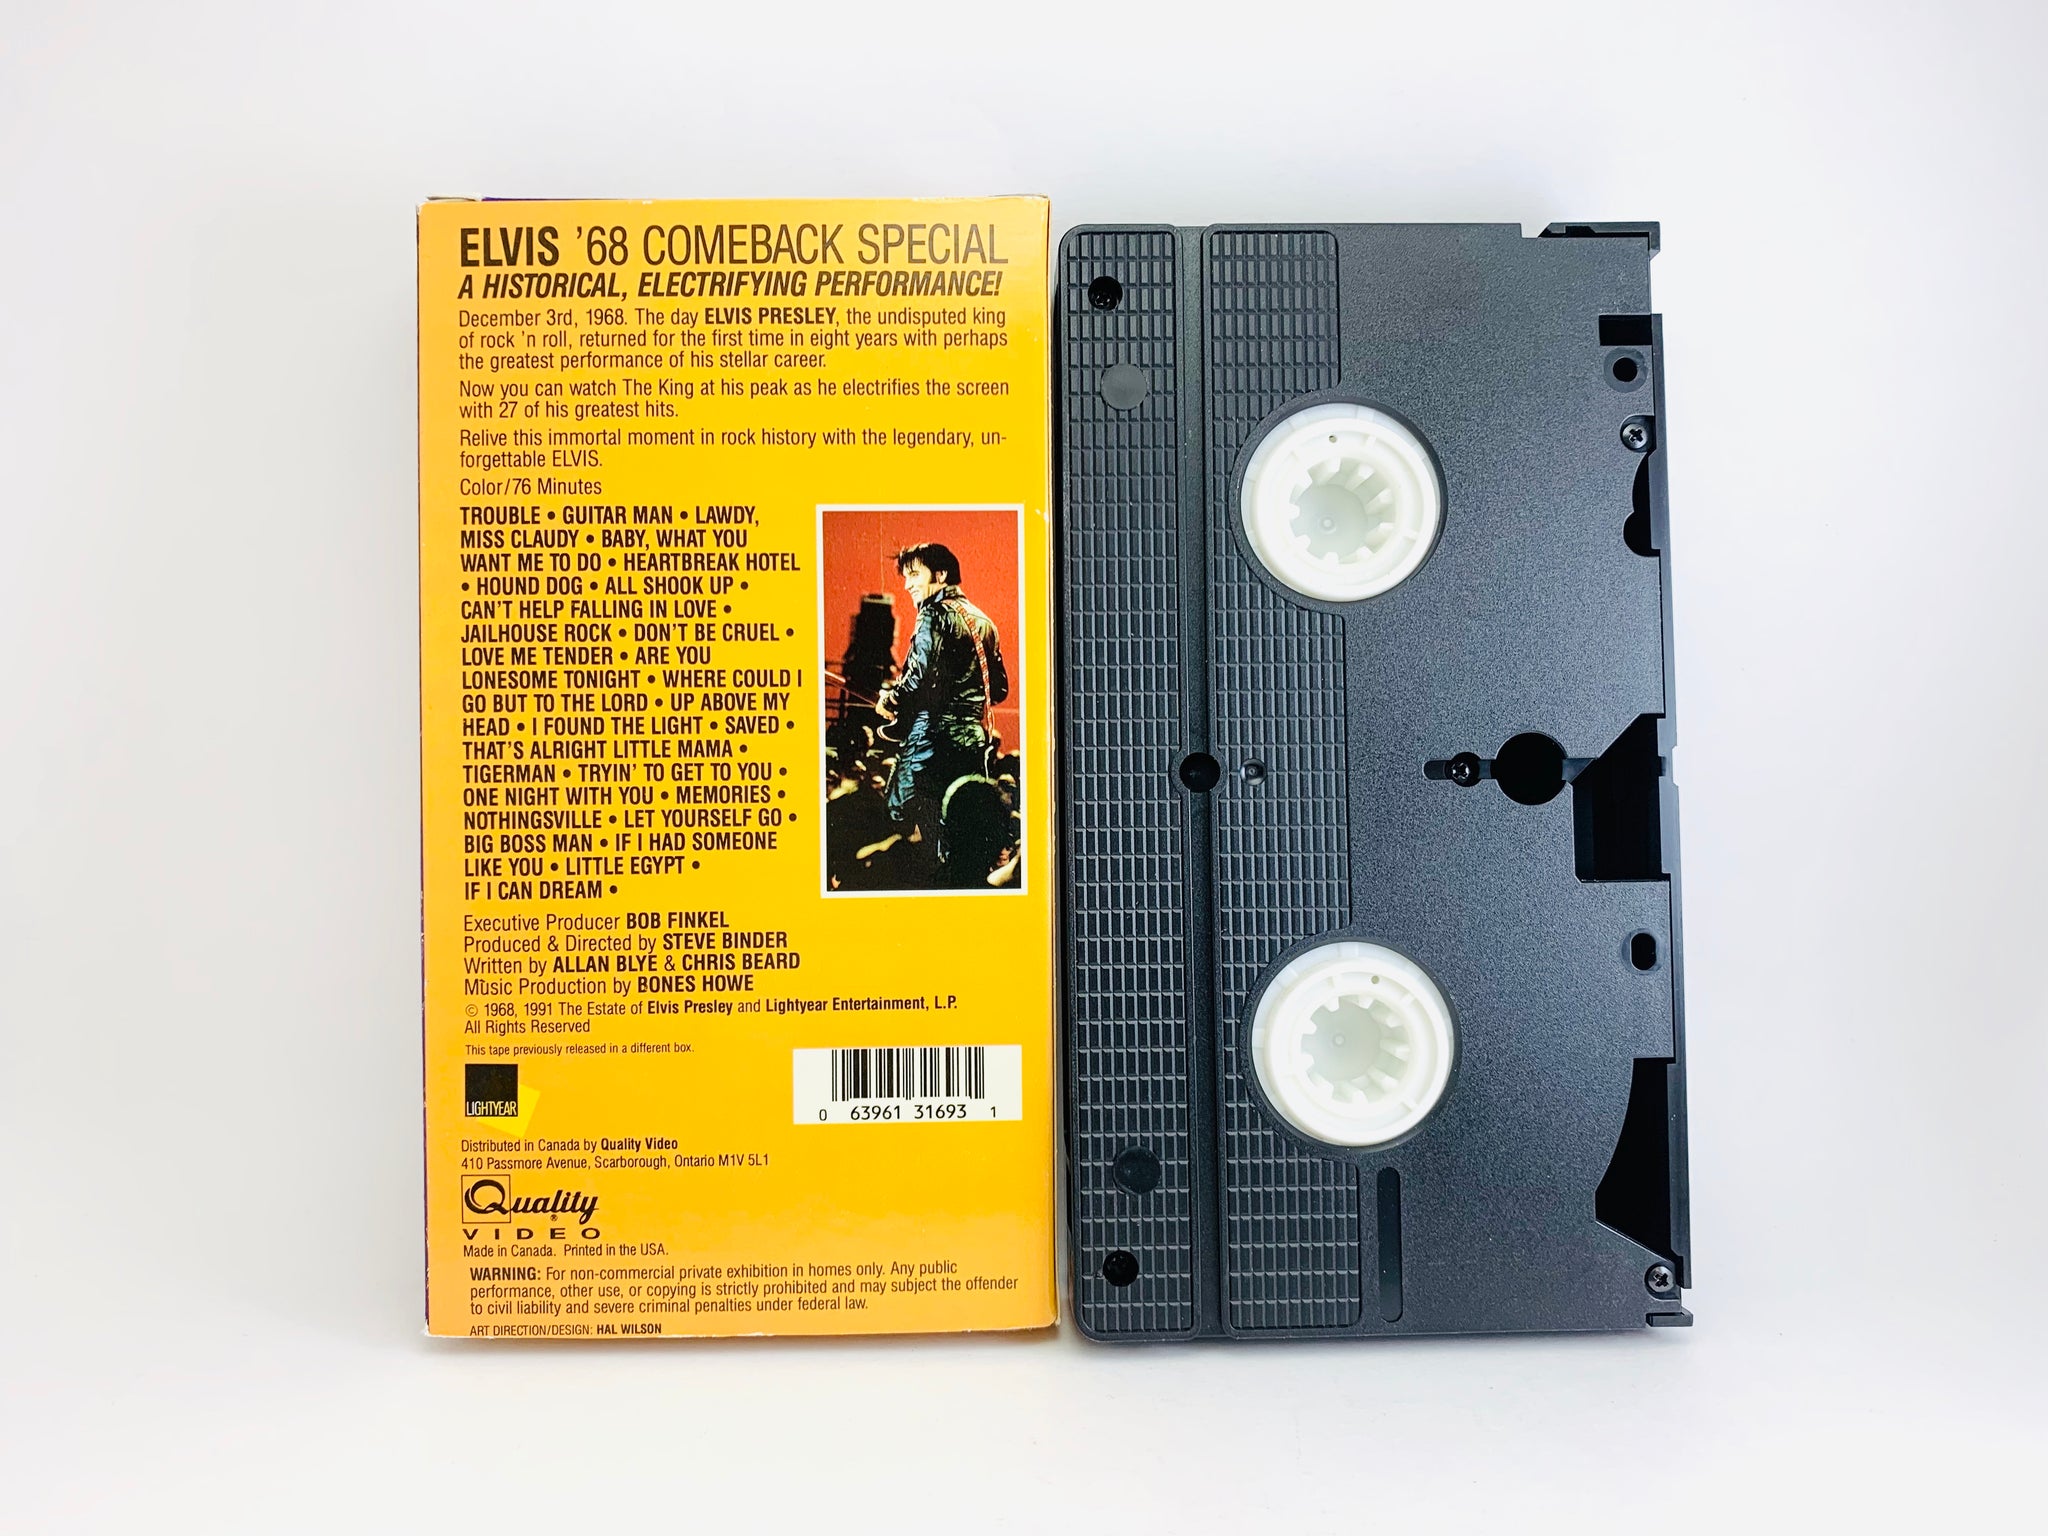 ELVIS '68 COMEBACK SPECIAL
A HISTORICAL, ELECTRIFYING PERFORMANCE!
December 3rd, 1968. The day ELVIS PRESLEY, the undisputed king
of rock 'n roll, returned for the first time in eight years with perhaps
the greatest performance of his stellar career.
Now you can watch The King at his peak as he electrifies the screen
with 27 of his greatest hits.
Relive this immortal moment in rock history with the legendary, un-
forgettable ELVIS.
Color/76 Minutes
TROUBLE • GUITAR MAN • LAWDY,
MISS CLAUDY • BABY, WHAT YOU
WANT ME TO DO • HEARTBREAK HOTEL
• HOUND DOG • ALL SHOOK UP •
CAN'T HELP FALLING IN LOVE •
JAILHOUSE ROCK • DON'T BE CRUEL •
LOVE ME TENDER • ARE YOU
LONESOME TONIGHT • WHERE COULD I
GO BUT TO THE LORD • UP ABOVE MY
HEAD • I FOUND THE LIGHT • SAVED •
THAT'S ALRIGHT LITTLE MAMA •
TIGERMAN • TRYIN' TO GET TO YOU •
ONE NIGHT WITH YOU • MEMORIES •
NOTHINGSVILLE • LET YOURSELF GO •
BIG BOSS MAN • IF I HAD SOMEONE
LIKE YOU • LITTLE EGYPT •
IF I CAN DREAM •
Executive Producer BOB FINKEL
Produced & Directed by STEVE BINDER
Written by ALLAN BLYE & CHRIS BEARD
Music Production by BONES HOWE
© 1968, 1991 The Estate of Elvis Presley and Lightyear Entertainment, L.P.
All Rights Reserved
This tape previously released in a different box.
LIGHTYEAR
0 63961 31693 1
Distributed in Canada by Quality Video
410 Passmore Avenue, Scarborough, Ontario M1V 5L1
Quality ®
VIDEO
Made in Canada. Printed in the USA.
WARNING: For non-commercial private exhibition in homes only. Any public
performance, other use, or copying is strictly prohibited and may subject the offender
to civil liability and severe criminal penalties under federal law.
ART DIRECTION/DESIGN: HAL WILSON